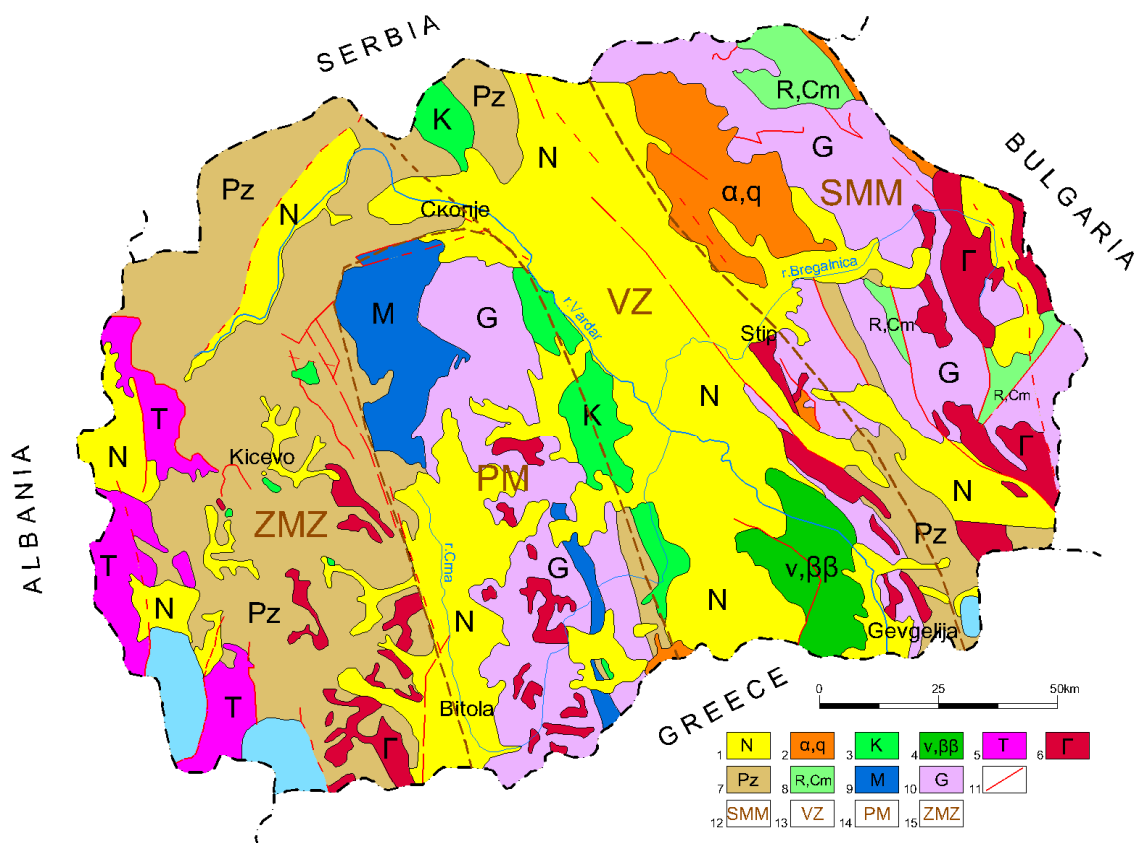 SERBIA
BULGARIA
ALBANIA
GREECE
Pz
K
Pz
N
N
R,Cm
G
SMM
α,q
Скопје
r.Bregalnica
Γ
M
G
r.Vardar
VZ
R,Cm
Stip
G
R,Cm
T
N
K
N
Γ
N
Kicevo
PM
ZMZ
r.Crna
Pz
T
G
ν,ββ
N
Pz
N
N
Gevgelija
T
Bitola
Γ
0 25 50km
1 N 2 α,q 3 K 4 ν,ββ 5 T 6 Γ
7 Pz 8 R,Cm 9 M 10 G 11
12 SMM 13 VZ 14 PM 15 ZMZ